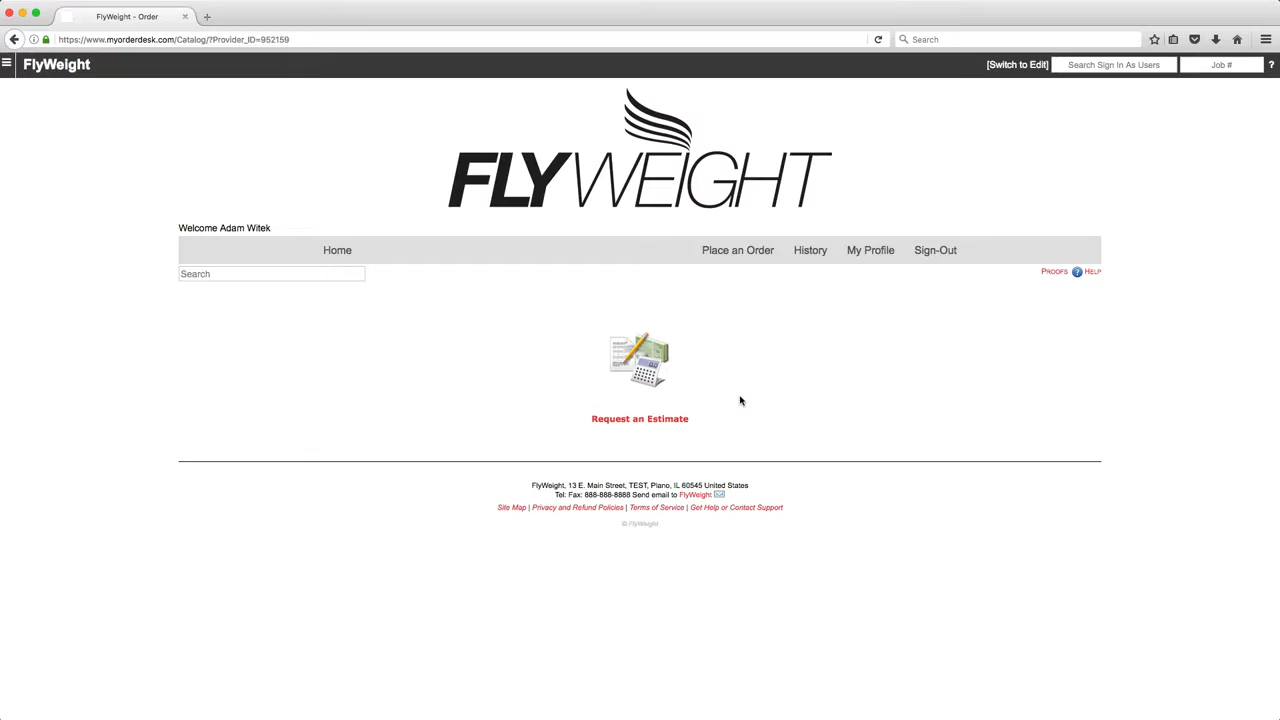 FlyWeight - Order
https://www.myorderdesk.com/Catalog/?Provider_ID=952159
Search
FlyWeight
[Switch to Edit]
Search Sign In As Users
Job #
?
FLYWEIGHT
Welcome Adam Witek
Home
Place an Order
History
My Profile
Sign-Out
Search
PROOFS
? HELP
Request an Estimate
FlyWeight, 13 E. Main Street, TEST, Plano, IL 60545 United States
Tel: Fax: 888-888-8888 Send email to FlyWeight
Site Map | Privacy and Refund Policies | Terms of Service | Get Help or Contact Support
© FlyWeight